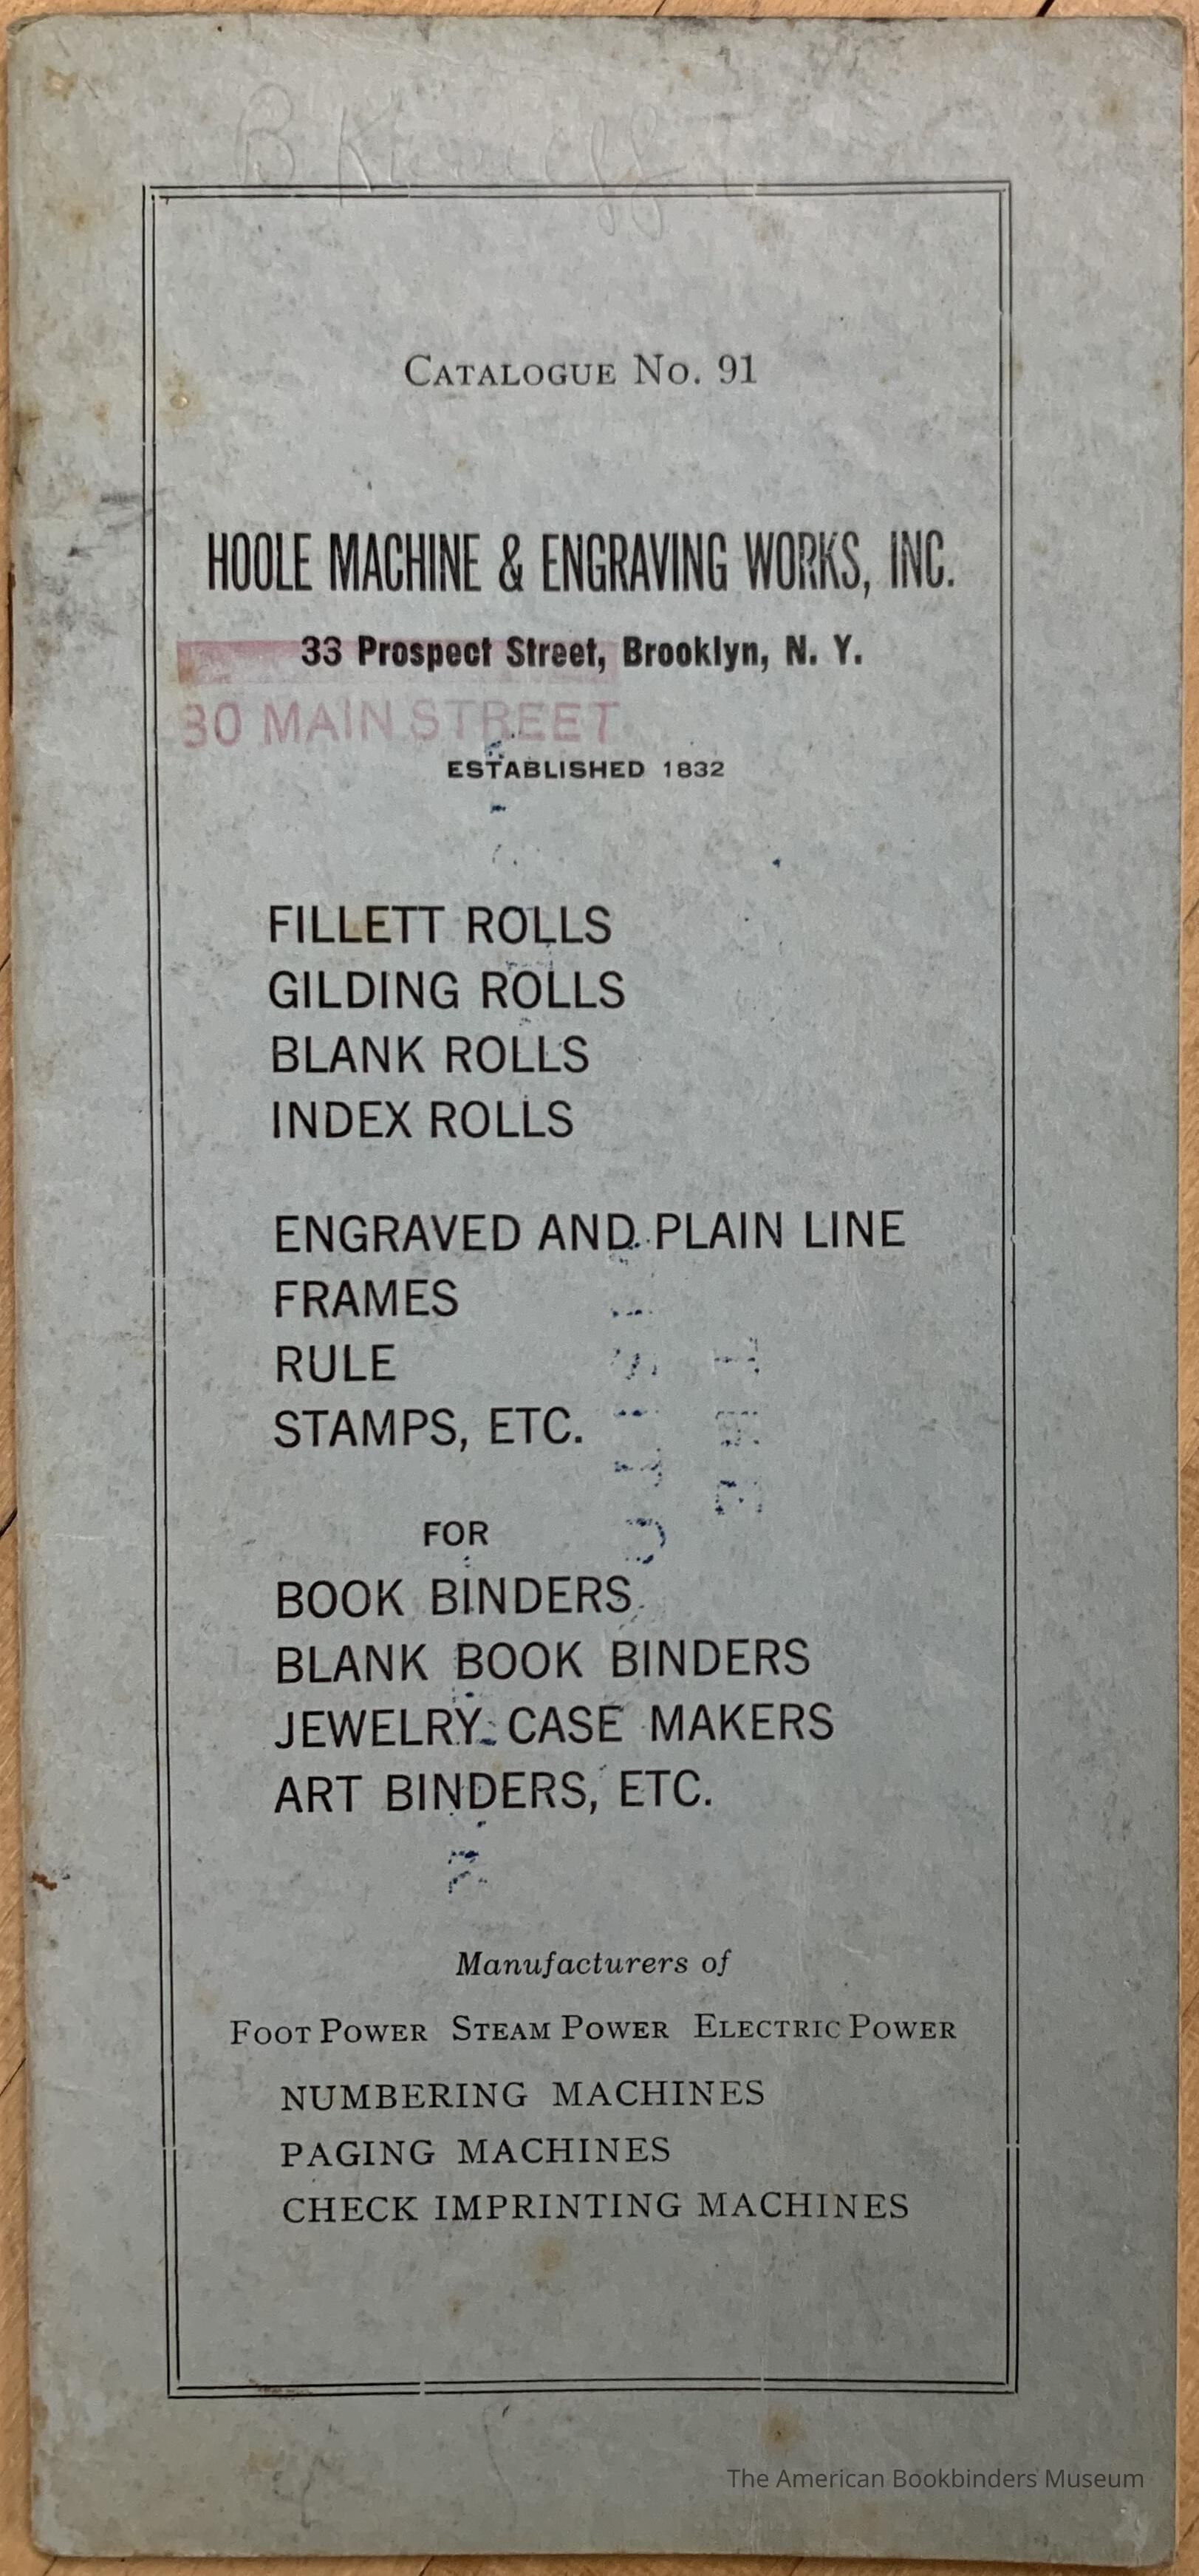 CATALOGUE No. 91
HOOLE MACHINE & ENGRAVING WORKS, INC.
33 Prospect Street, Brooklyn, N. Y.
30 MAIN STREET
ESTABLISHED 1832
FILLETT ROLLS
GILDING ROLLS
BLANK ROLLS
INDEX ROLLS
ENGRAVED AND PLAIN LINE
FRAMES
RULE
STAMPS, ETC.
FOR
BOOK BINDERS
BLANK BOOK BINDERS
JEWELRY CASE MAKERS
ART BINDERS, ETC.
Manufacturers of
FOOT POWER STEAM POWER ELECTRIC POWER
NUMBERING MACHINES
PAGING MACHINES
CHECK IMPRINTING MACHINES
The American Bookbinders Museum